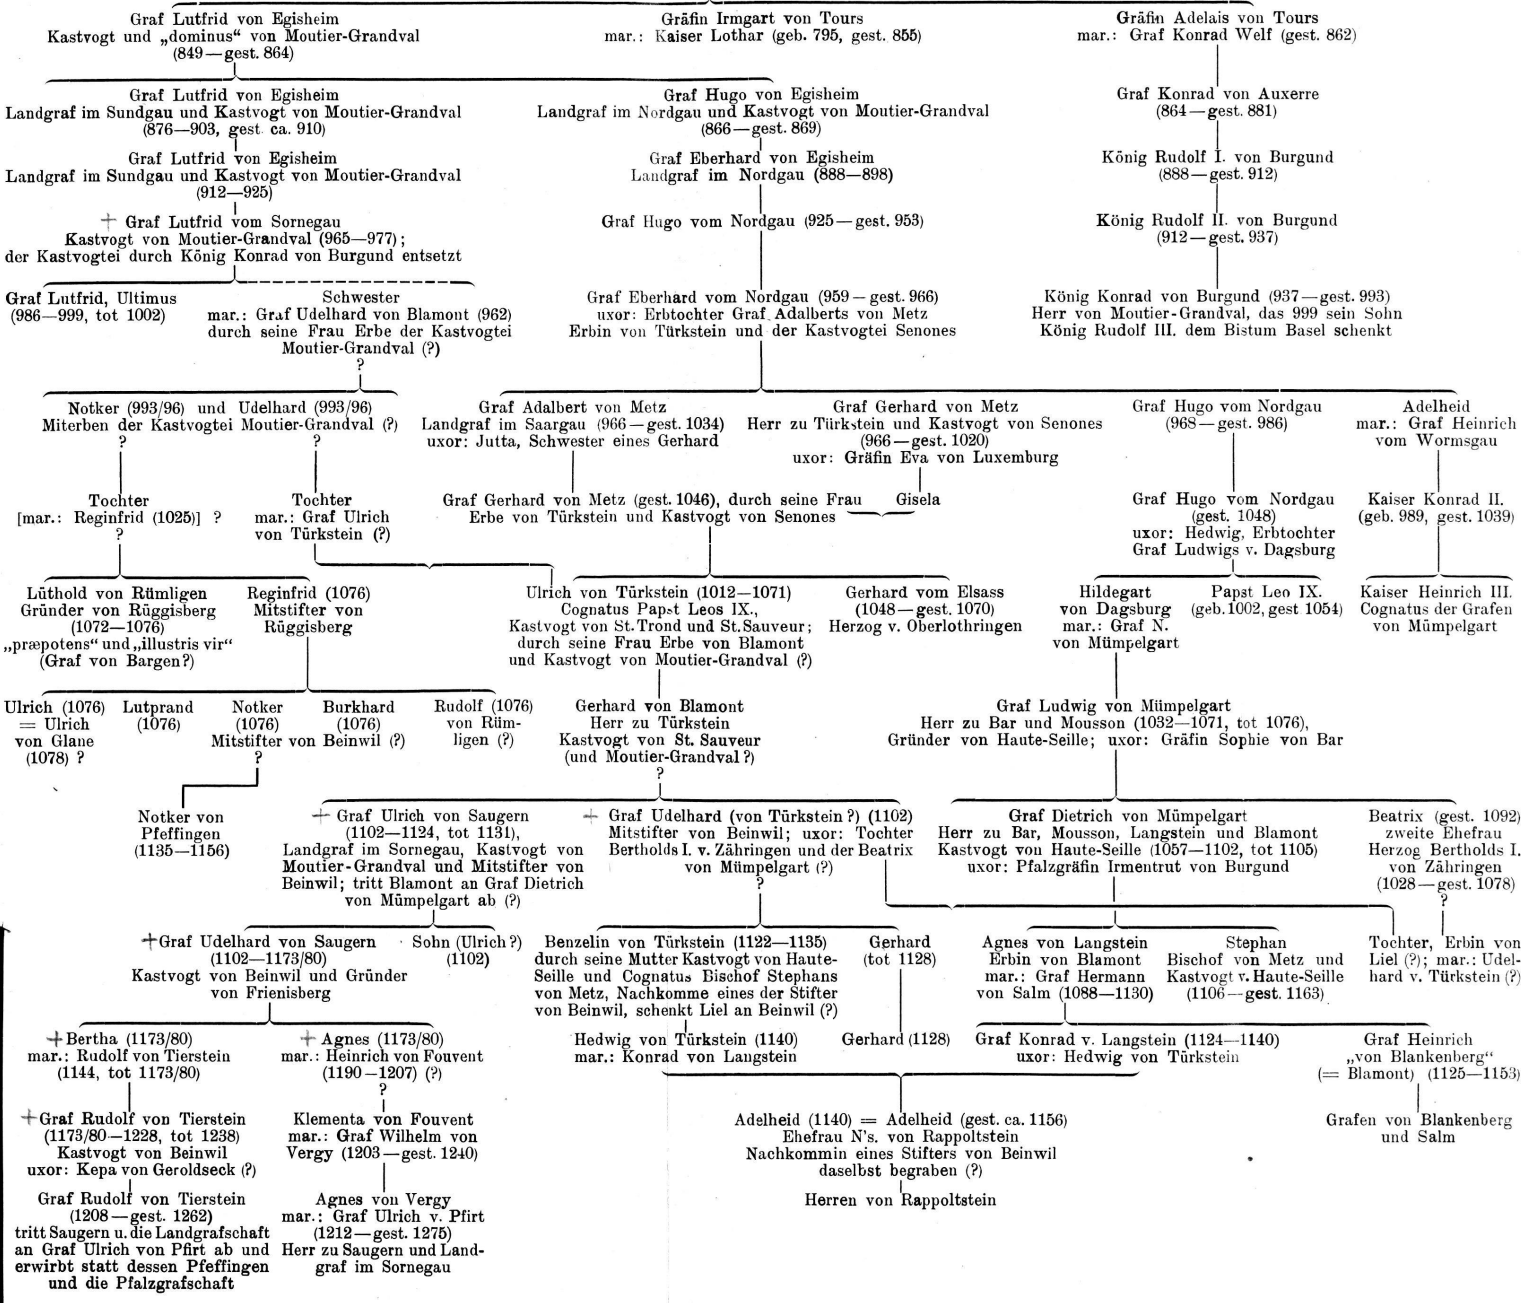 Graf Lutfrid von Egisheim
Kastvogt und „dominus“ von Moutier-Grandval
(849—gest. 864)
Gräfin Irmgart von Tours
mar.: Kaiser Lothar (geb. 795, gest. 855)
Gräfin Adelais von Tours
mar.: Graf Konrad Welf (gest. 862)
Graf Lutfrid von Egisheim
Landgraf im Sundgau und Kastvogt von Moutier-Grandval
(876—903, gest. ca. 910)
Graf Hugo von Egisheim
Landgraf im Nordgau und Kastvogt von Moutier-Grandval
(866—gest. 869)
Graf Konrad von Auxerre
(864—gest. 881)
Graf Lutfrid von Egisheim
Landgraf im Sundgau und Kastvogt von Moutier-Grandval
(912—925)
Graf Eberhard von Egisheim
Landgraf im Nordgau (888—898)
König Rudolf I. von Burgund
(888—gest. 912)
+ Graf Lutfrid vom Sornegau
Kastvogt von Moutier-Grandval (965—977);
der Kastvogtei durch König Konrad von Burgund entsetzt
Graf Hugo vom Nordgau (925—gest. 953)
König Rudolf II. von Burgund
(912—gest. 937)
Graf Lutfrid, Ultimus
(986—999, tot 1002)
Schwester
mar.: Graf Udelhard von Blamont (962)
durch seine Frau Erbe der Kastvogtei
Moutier-Grandval (?)
?
Graf Eberhard vom Nordgau (959—gest. 966)
uxor: Erbtochter Graf Adalberts von Metz
Erbin von Türkstein und der Kastvogtei Senones
König Konrad von Burgund (937—gest. 993)
Herr von Moutier-Grandval, das 999 sein Sohn
König Rudolf III. dem Bistum Basel schenkt
Notker (993/96) und Udelhard (993/96)
Miterben der Kastvogtei Moutier-Grandval (?)
? ?
Graf Adalbert von Metz
Landgraf im Saargau (966—gest. 1034)
uxor: Jutta, Schwester eines Gerhard
Graf Gerhard von Metz
Herr zu Türkstein und Kastvogt von Senones
(966—gest. 1020)
uxor: Gräfin Eva von Luxemburg
Graf Hugo vom Nordgau
(968—gest. 986)
Adelheid
mar.: Graf Heinrich
vom Wormsgau
Tochter
[mar.: Reginfrid (1025)] ?
?
Tochter
mar.: Graf Ulrich
von Türkstein (?)
Graf Gerhard von Metz (gest. 1046), durch seine Frau
Erbe von Türkstein und Kastvogt von Senones
Gisela
Graf Hugo vom Nordgau
(gest. 1048)
uxor: Hedwig, Erbtochter
Graf Ludwigs v. Dagsburg
Kaiser Konrad II.
(geb. 989, gest. 1039)
Lüthold von Rümligen
Gründer von Rüggisberg
(1072—1076)
„præpotens“ und „illustris vir“
(Graf von Bargen?)
Reginfrid (1076)
Mitstifter von
Rüggisberg
Ulrich von Türkstein (1012—1071)
Cognatus Papst Leos IX.,
Kastvogt von St. Trond und St. Sauveur;
durch seine Frau Erbe von Blamont
und Kastvogt von Moutier-Grandval (?)
Gerhard vom Elsass
(1048—gest. 1070)
Herzog v. Oberlothringen
Hildegart
von Dagsburg
mar.: Graf N.
von Mümpelgart
Papst Leo IX.
(geb. 1002, gest 1054)
Kaiser Heinrich III.
Cognatus der Grafen
von Mümpelgart
Ulrich (1076)
= Ulrich
von Glane
(1078) ?
Lutprand
(1076)
Notker
(1076)
Burkhard
(1076)
Mitstifter von Beinwil (?)
?
Rudolf (1076)
von Rüm-
ligen (?)
Gerhard von Blamont
Herr zu Türkstein
Kastvogt von St. Sauveur
(und Moutier-Grandval?)
?
Graf Ludwig von Mümpelgart
Herr zu Bar und Mousson (1032—1071, tot 1076),
Gründer von Haute-Seille; uxor: Gräfin Sophie von Bar
Notker von
Pfeffingen
(1135—1156)
+ Graf Ulrich von Saugern
(1102—1124, tot 1131),
Landgraf im Sornegau, Kastvogt von
Moutier-Grandval und Mitstifter von
Beinwil; tritt Blamont an Graf Dietrich
von Mümpelgart ab (?)
+ Graf Udelhard (von Türkstein?) (1102)
Mitstifter von Beinwil; uxor: Tochter
Bertholds I. v. Zähringen und der Beatrix
von Mümpelgart (?)
?
Graf Dietrich von Mümpelgart
Herr zu Bar, Mousson, Langstein und Blamont
Kastvogt von Haute-Seille (1057—1102, tot 1105)
uxor: Pfalzgräfin Irmentrut von Burgund
Beatrix (gest. 1092)
zweite Ehefrau
Herzog Bertholds I.
von Zähringen
(1028—gest. 1078)
?
+ Graf Udelhard von Saugern
(1102—1173/80)
Kastvogt von Beinwil und Gründer
von Frienisberg
Sohn (Ulrich?)
(1102)
Benzelin von Türkstein (1122—1135)
durch seine Mutter Kastvogt von Haute-
Seille und Cognatus Bischof Stephans
von Metz, Nachkomme eines der Stifter
von Beinwil, schenkt Liel an Beinwil (?)
Gerhard
(tot 1128)
Agnes von Langstein
Erbin von Blamont
mar.: Graf Hermann
von Salm (1088—1130)
Stephan
Bischof von Metz und
Kastvogt v. Haute-Seille
(1106—gest. 1163)
Tochter, Erbin von
Liel (?); mar.: Udel-
hard v. Türkstein (?)
+ Bertha (1173/80)
mar.: Rudolf von Tierstein
(1144, tot 1173/80)
+ Agnes (1173/80)
mar.: Heinrich von Fouvent
(1190—1207) (?)
?
Hedwig von Türkstein (1140)
mar.: Konrad von Langstein
Gerhard (1128)
Graf Konrad v. Langstein (1124—1140)
uxor: Hedwig von Türkstein
Graf Heinrich
„von Blankenberg“
(= Blamont) (1125—1153)
+ Graf Rudolf von Tierstein
(1173/80—1228, tot 1238)
Kastvogt von Beinwil
uxor: Kepa von Geroldseck (?)
Klementa von Fouvent
mar.: Graf Wilhelm von
Vergy (1203—gest. 1240)
Adelheid (1140) = Adelheid (gest. ca. 1156)
Ehefrau N's. von Rappoltstein
Nachkommin eines Stifters von Beinwil
daselbst begraben (?)
Grafen von Blankenberg
und Salm
Graf Rudolf von Tierstein
(1208—gest. 1262)
tritt Saugern u. die Landgrafschaft
an Graf Ulrich von Pfirt ab und
erwirbt statt dessen Pfeffingen
und die Pfalzgrafschaft
Agnes von Vergy
mar.: Graf Ulrich v. Pfirt
(1212—gest. 1275)
Herr zu Saugern und Land-
graf im Sornegau
Herren von Rappoltstein